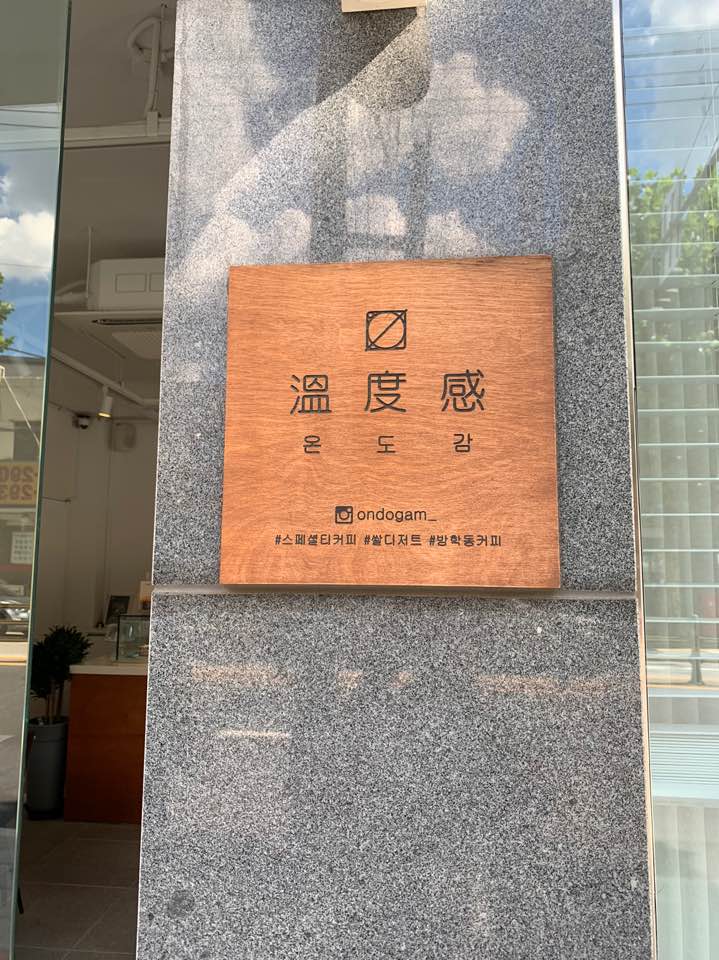 溫度感
온도감
ondogam_
#스페셜티커피 #쌀디저트 #방학동커피